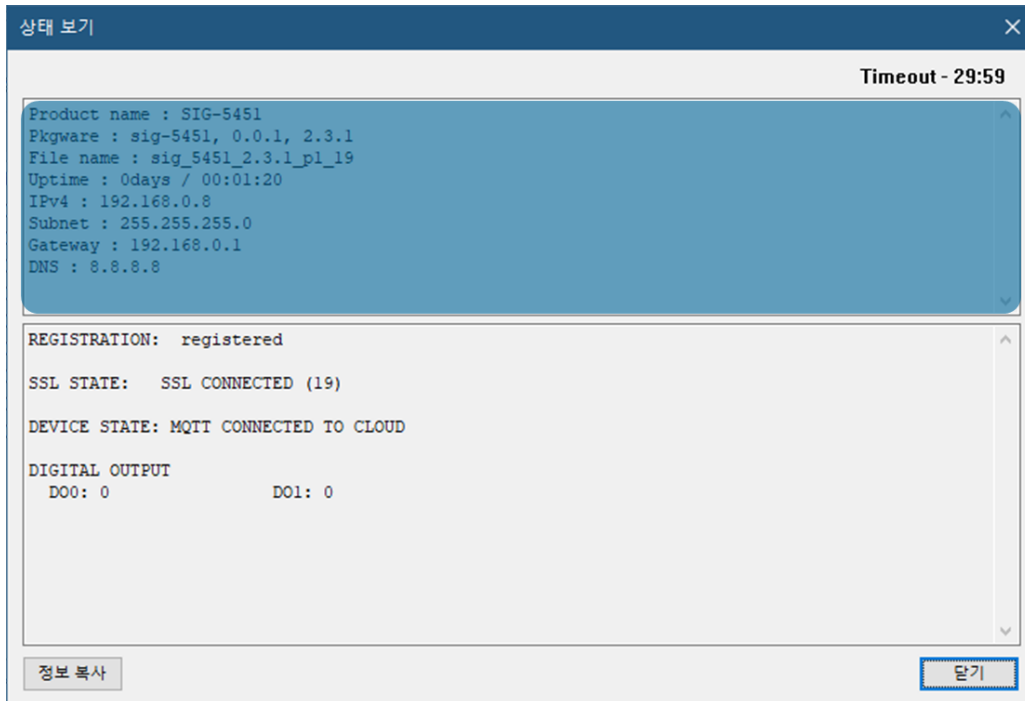 상태 보기
Timeout - 29:59
Product name : SIG-5451
Pkgware : sig-5451, 0.0.1, 2.3.1
File name : sig_5451_2.3.1_p1_19
Uptime : 0days / 00:01:20
IPv4 : 192.168.0.8
Subnet : 255.255.255.0
Gateway : 192.168.0.1
DNS : 8.8.8.8
REGISTRATION: registered
SSL STATE: SSL CONNECTED (19)
DEVICE STATE: MQTT CONNECTED TO CLOUD
DIGITAL OUTPUT
DO0: 0 DO1: 0
정보 복사 닫기